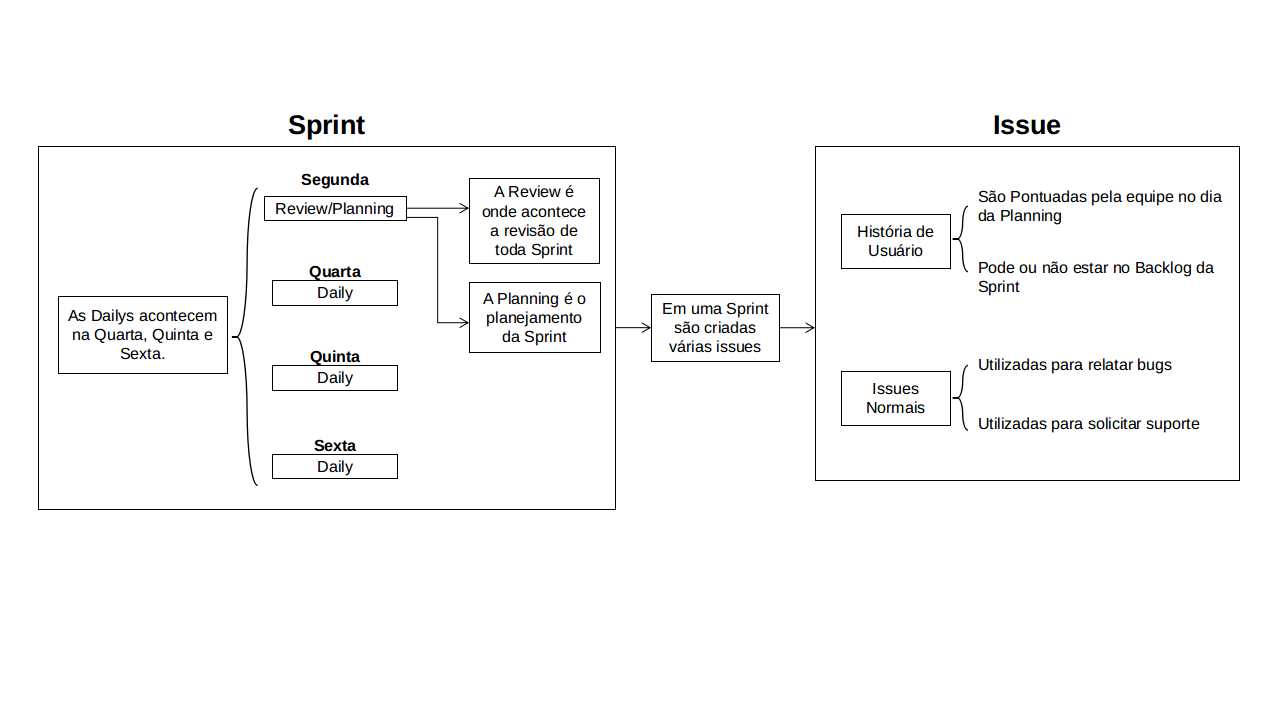 Sprint
As Dailys acontecem
na Quarta, Quinta e
Sexta.
Segunda
Review/Planning
Quarta
Daily
Quinta
Daily
Sexta
Daily
A Review é
onde acontece
a revisão de
toda Sprint
A Planning é o
planejamento
da Sprint
Em uma Sprint
são criadas
várias issues
Issue
História de
Usuário
São Pontuadas pela equipe no dia
da Planning
Pode ou não estar no Backlog da
Sprint
Issues
Normais
Utilizadas para relatar bugs
Utilizadas para solicitar suporte